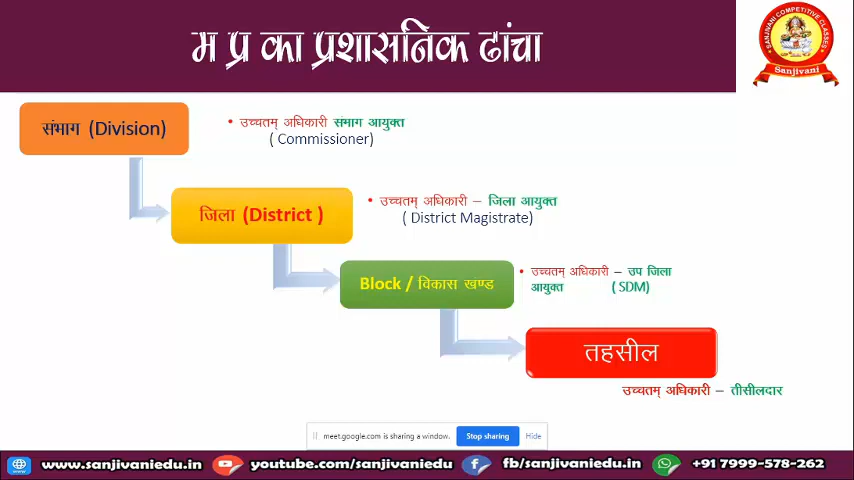 म प्र का प्रशासनिक ढांचा
SANJIVANI COMPETITIVE CLASSES
Sanjivani
संभाग (Division)
• उच्चतम् अधिकारी सभाग आयुक्त
( Commissioner)
जिला (District )
• उच्चतम् अधिकारी – जिला आयुक्त
( District Magistrate)
Block / विकास खण्ड
• उच्चतम् अधिकारी – उप जिला
आयुक्त ( SDM)
तहसील
उच्चतम् अधिकारी – तीसीलदार
meet.google.com is sharing a window. Stop sharing Hide
www.sanjivaniedu.in youtube.com/sanjivaniedu fb/sanjivaniedu.in +91 7999-578-262